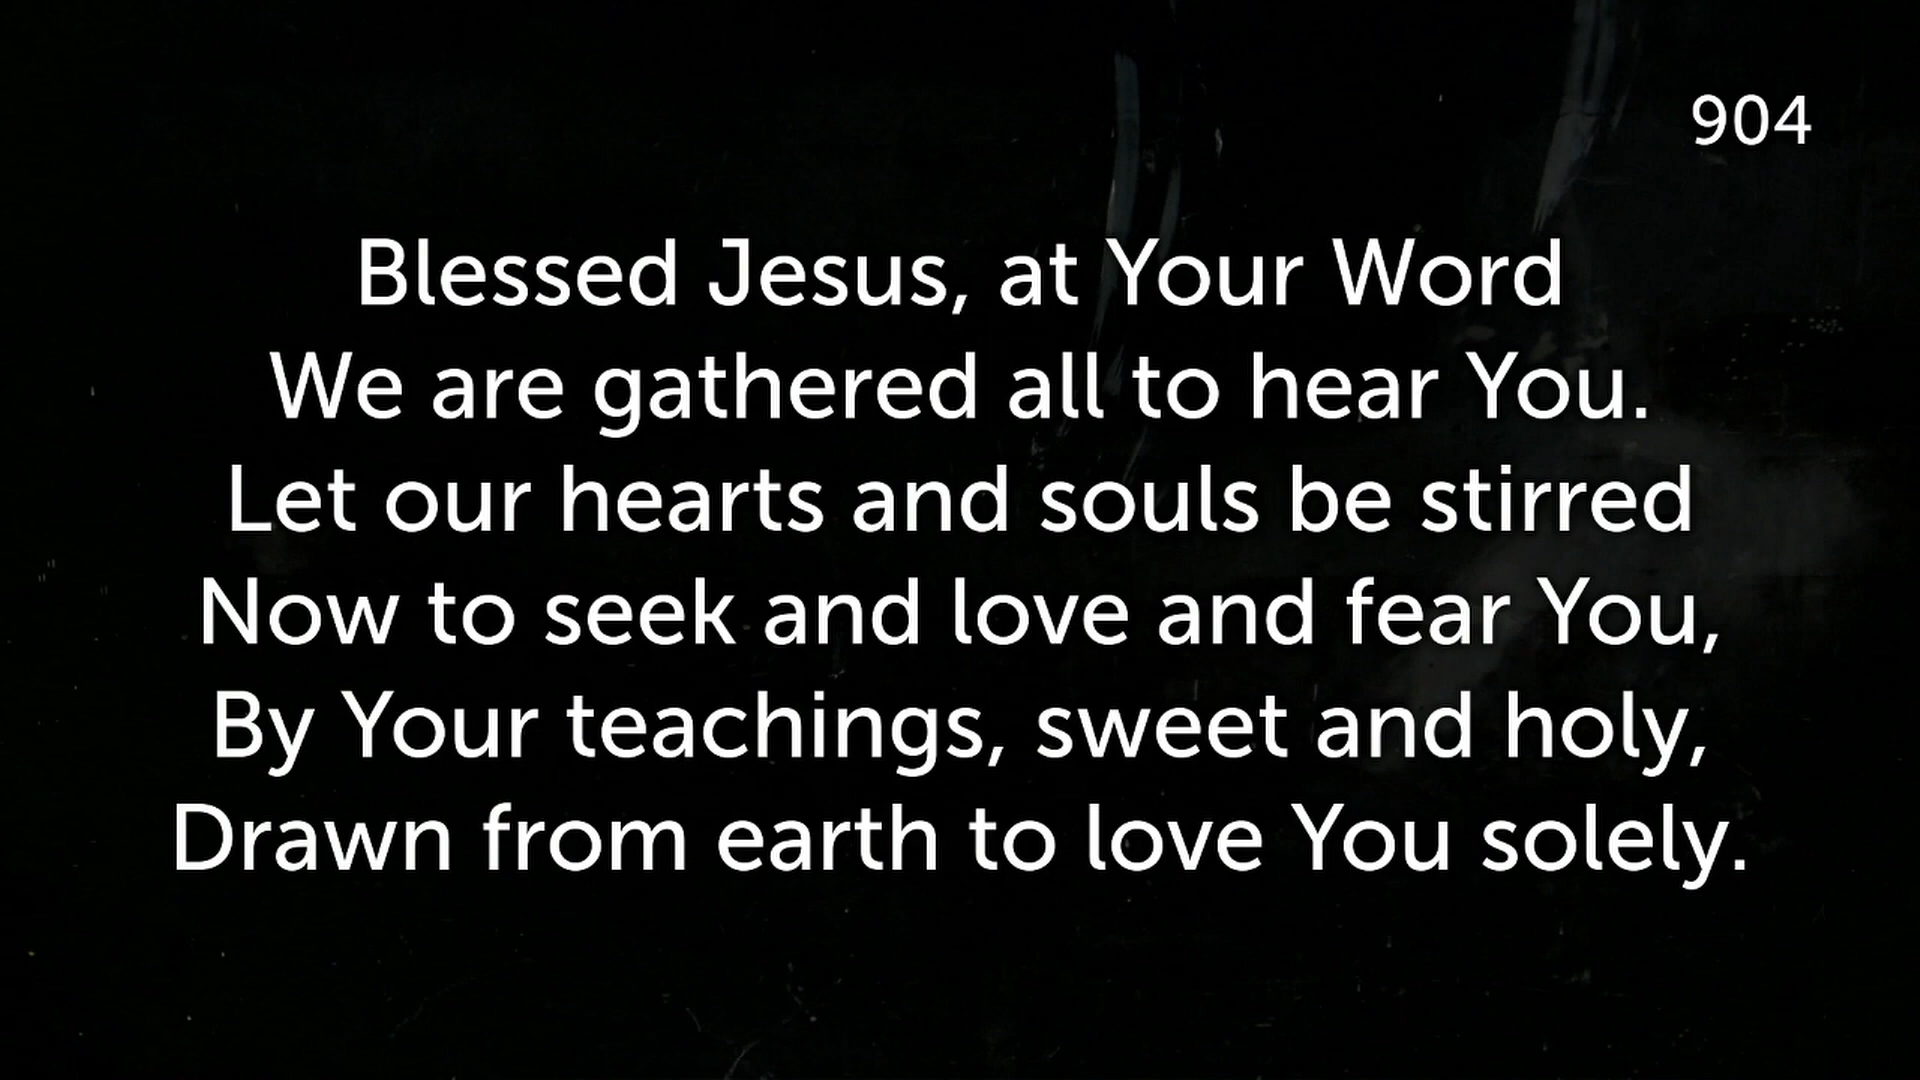 904
Blessed Jesus, at Your Word
We are gathered all to hear You.
Let our hearts and souls be stirred
Now to seek and love and fear You,
By Your teachings, sweet and holy,
Drawn from earth to love You solely.